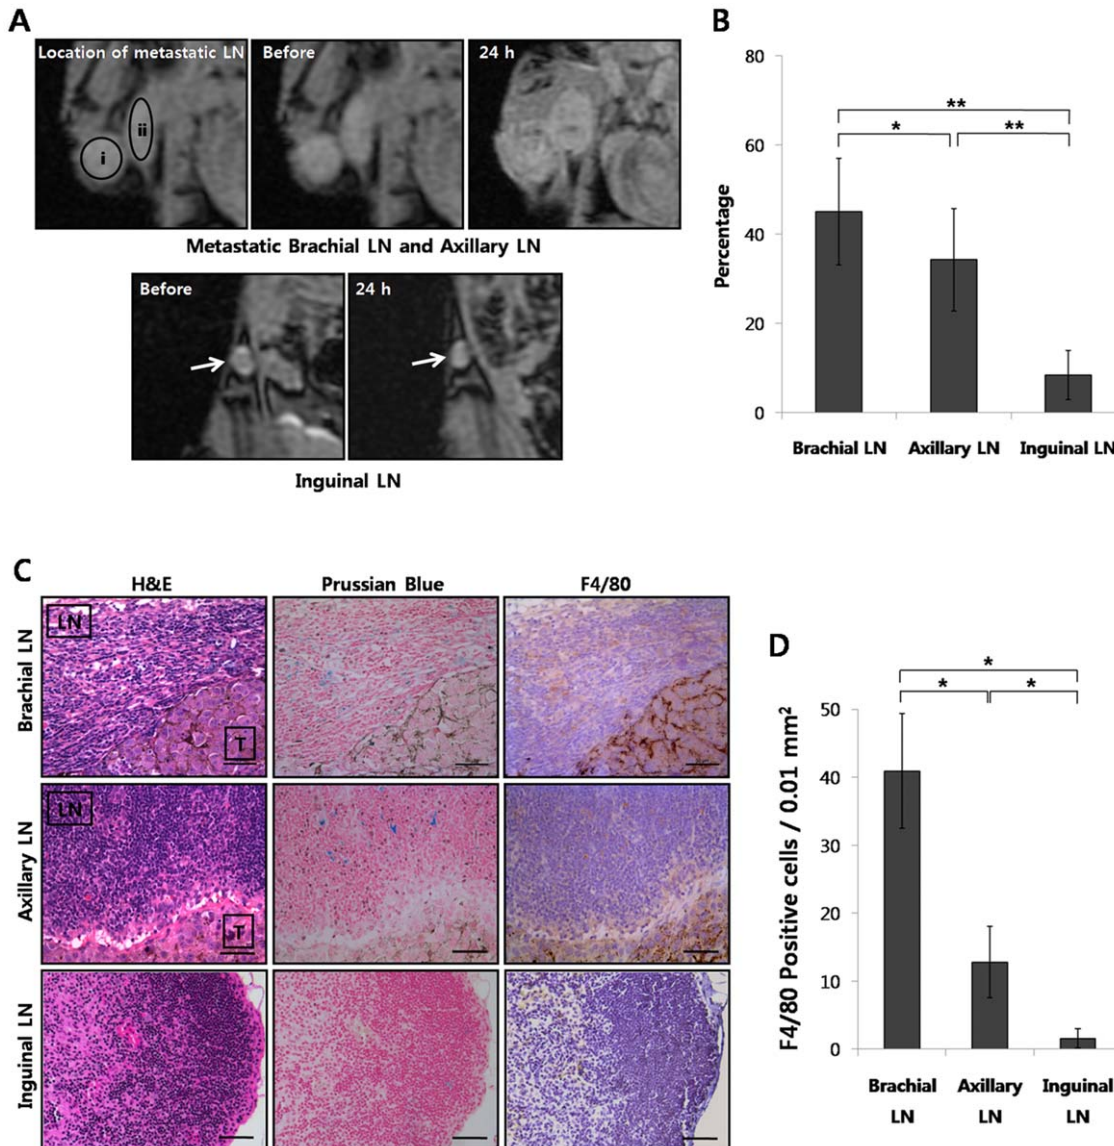 A
Location of metastatic LN
i
ii
Before
24 h
Metastatic Brachial LN and Axillary LN
Before
24 h
Inguinal LN
B
80
60
40
20
0
Percentage
**
*
**
Brachial LN
Axillary LN
Inguinal LN
C
H&E
Prussian Blue
F4/80
Brachial LN
LN
T
Axillary LN
LN
T
Inguinal LN
D
50
40
30
20
10
0
F4/80 Positive cells / 0.01 mm²
*
*
*
Brachial LN
Axillary LN
Inguinal LN